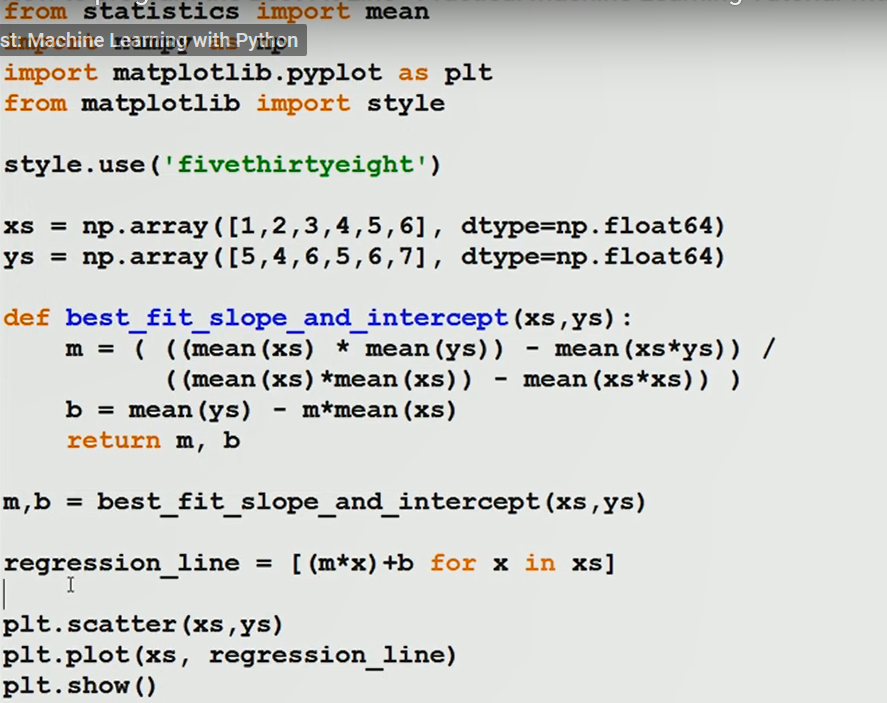 from statistics import mean
st: Machine Learning with Python
import numpy as np
import matplotlib.pyplot as plt
from matplotlib import style
style.use('fivethirtyeight')
xs = np.array([1,2,3,4,5,6], dtype=np.float64)
ys = np.array([5,4,6,5,6,7], dtype=np.float64)
def best_fit_slope_and_intercept(xs,ys):
    m = ( ((mean(xs) * mean(ys)) - mean(xs*ys)) /
          ((mean(xs)*mean(xs)) - mean(xs*xs)) )
    b = mean(ys) - m*mean(xs)
    return m, b
m,b = best_fit_slope_and_intercept(xs,ys)
regression_line = [(m*x)+b for x in xs]
plt.scatter(xs,ys)
plt.plot(xs, regression_line)
plt.show()